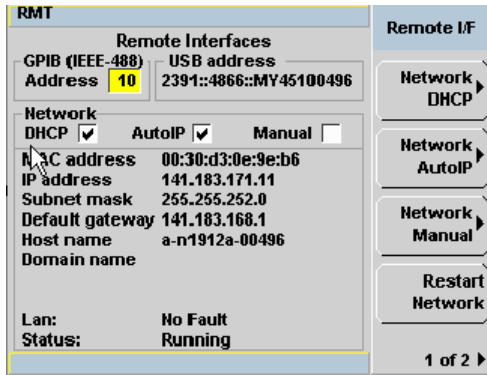 RMT
Remote Interfaces
GPIB (IEEE-488)
Address 10
USB address
2391::4866::MY45100496
Network
DHCP AutoIP Manual
MAC address 00:30:d3:0e:9e:b6
IP address 141.183.171.11
Subnet mask 255.255.252.0
Default gateway 141.183.168.1
Host name a-n1912a-00496
Domain name
Lan: No Fault
Status: Running
Remote I/F
Network
DHCP
Network
AutoIP
Network
Manual
Restart
Network
1 of 2